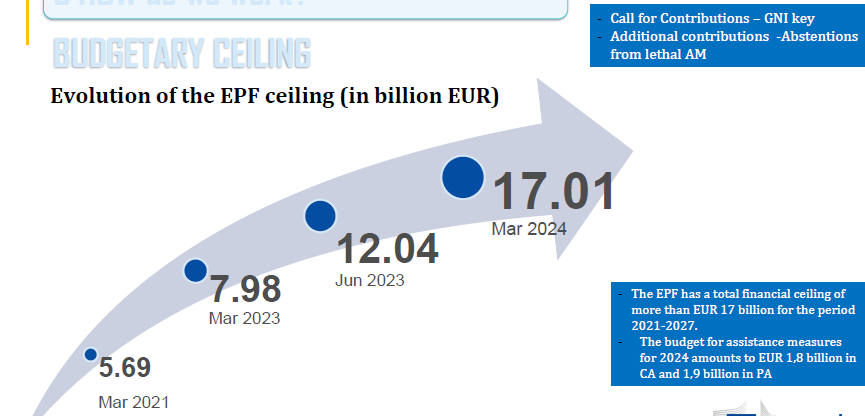 BUDGETARY CEILING
Evolution of the EPF ceiling (in billion EUR)
- Call for Contributions – GNI key
- Additional contributions -Abstentions
from lethal AM
17.01
Mar 2024
12.04
Jun 2023
7.98
Mar 2023
5.69
Mar 2021
- The EPF has a total financial ceiling of
more than EUR 17 billion for the period
2021-2027.
- The budget for assistance measures
for 2024 amounts to EUR 1,8 billion in
CA and 1,9 billion in PA